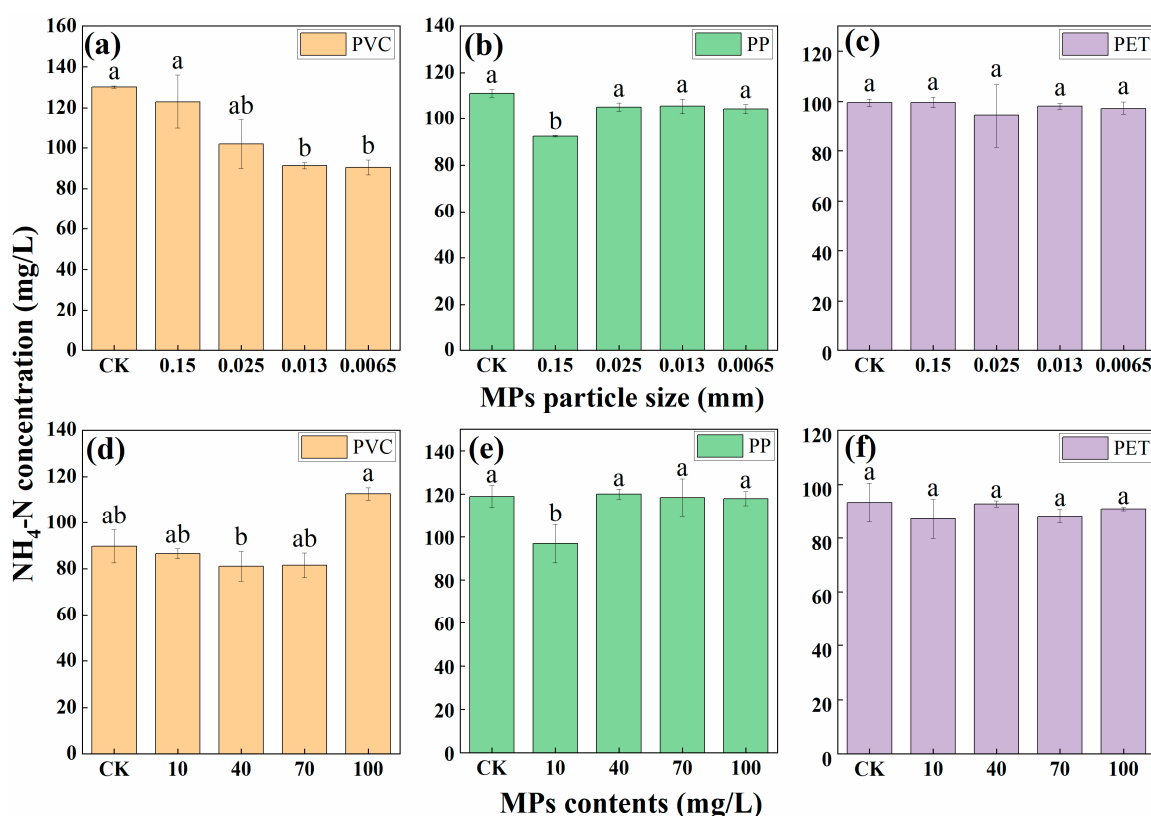 NH4-N concentration (mg/L)
(a)
PVC
160
140
120
100
80
60
40
20
0
a
a
ab
b
b
CK 0.15 0.025 0.013 0.0065
(b)
PP
140
120
100
80
60
40
20
0
a
b
a
a
a
CK 0.15 0.025 0.013 0.0065
(c)
PET
120
100
80
60
40
20
0
a
a
a
a
a
CK 0.15 0.025 0.013 0.0065
MPs particle size (mm)
(d)
PVC
140
120
100
80
60
40
20
0
ab
ab
b
ab
a
CK 10 40 70 100
(e)
PP
140
120
100
80
60
40
20
0
a
b
a
a
a
CK 10 40 70 100
(f)
PET
120
100
80
60
40
20
0
a
a
a
a
a
CK 10 40 70 100
MPs contents (mg/L)